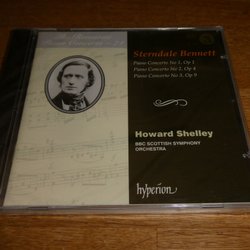 Sterndale Bennett
Piano Concerto No 1, Op 1
Piano Concerto No 2, Op 4
Piano Concerto No 3, Op 9
Howard Shelley
BBC SCOTTISH SYMPHONY
ORCHESTRA
hyperion